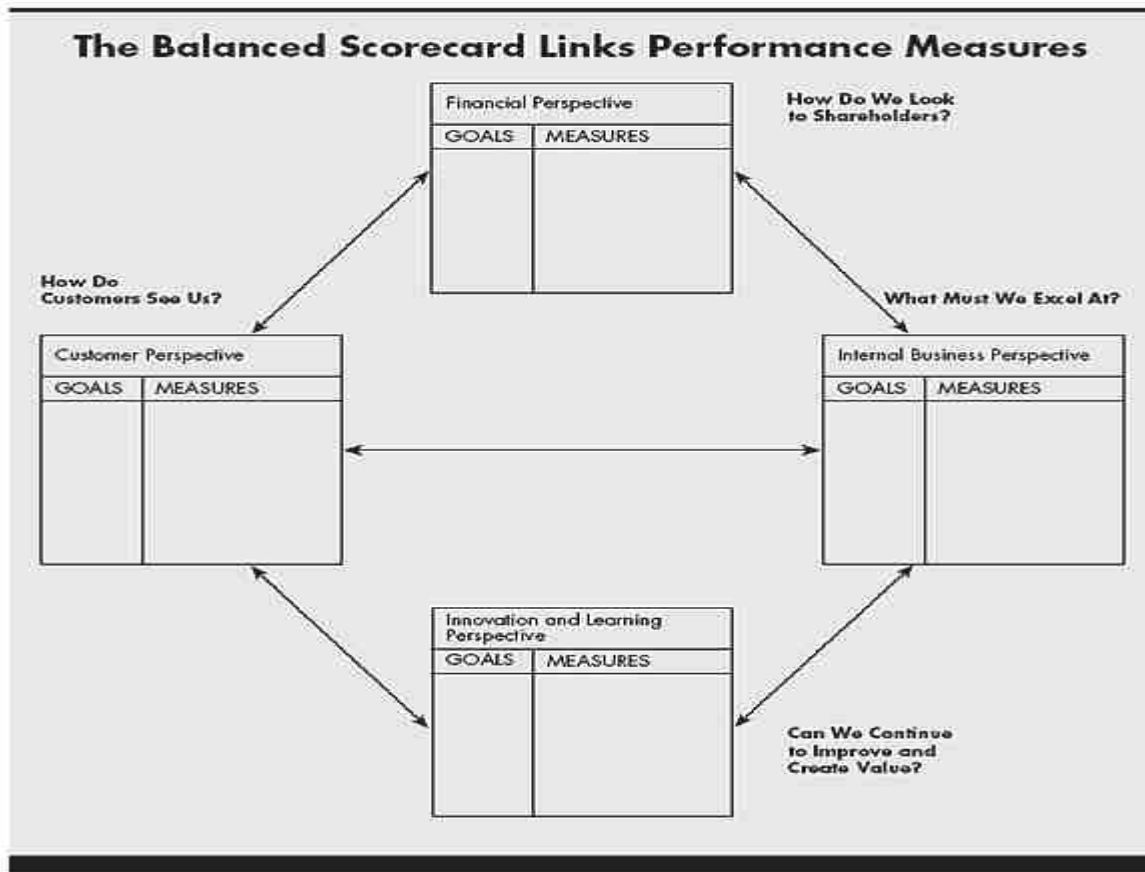 The Balanced Scorecard Links Performance Measures
Financial Perspective
GOALS MEASURES
How Do We Look
to Shareholders?
How Do
Customers See Us?
Customer Perspective
GOALS MEASURES
What Must We Excel At?
Internal Business Perspective
GOALS MEASURES
Innovation and Learning
Perspective
GOALS MEASURES
Can We Continue
to Improve and
Create Value?